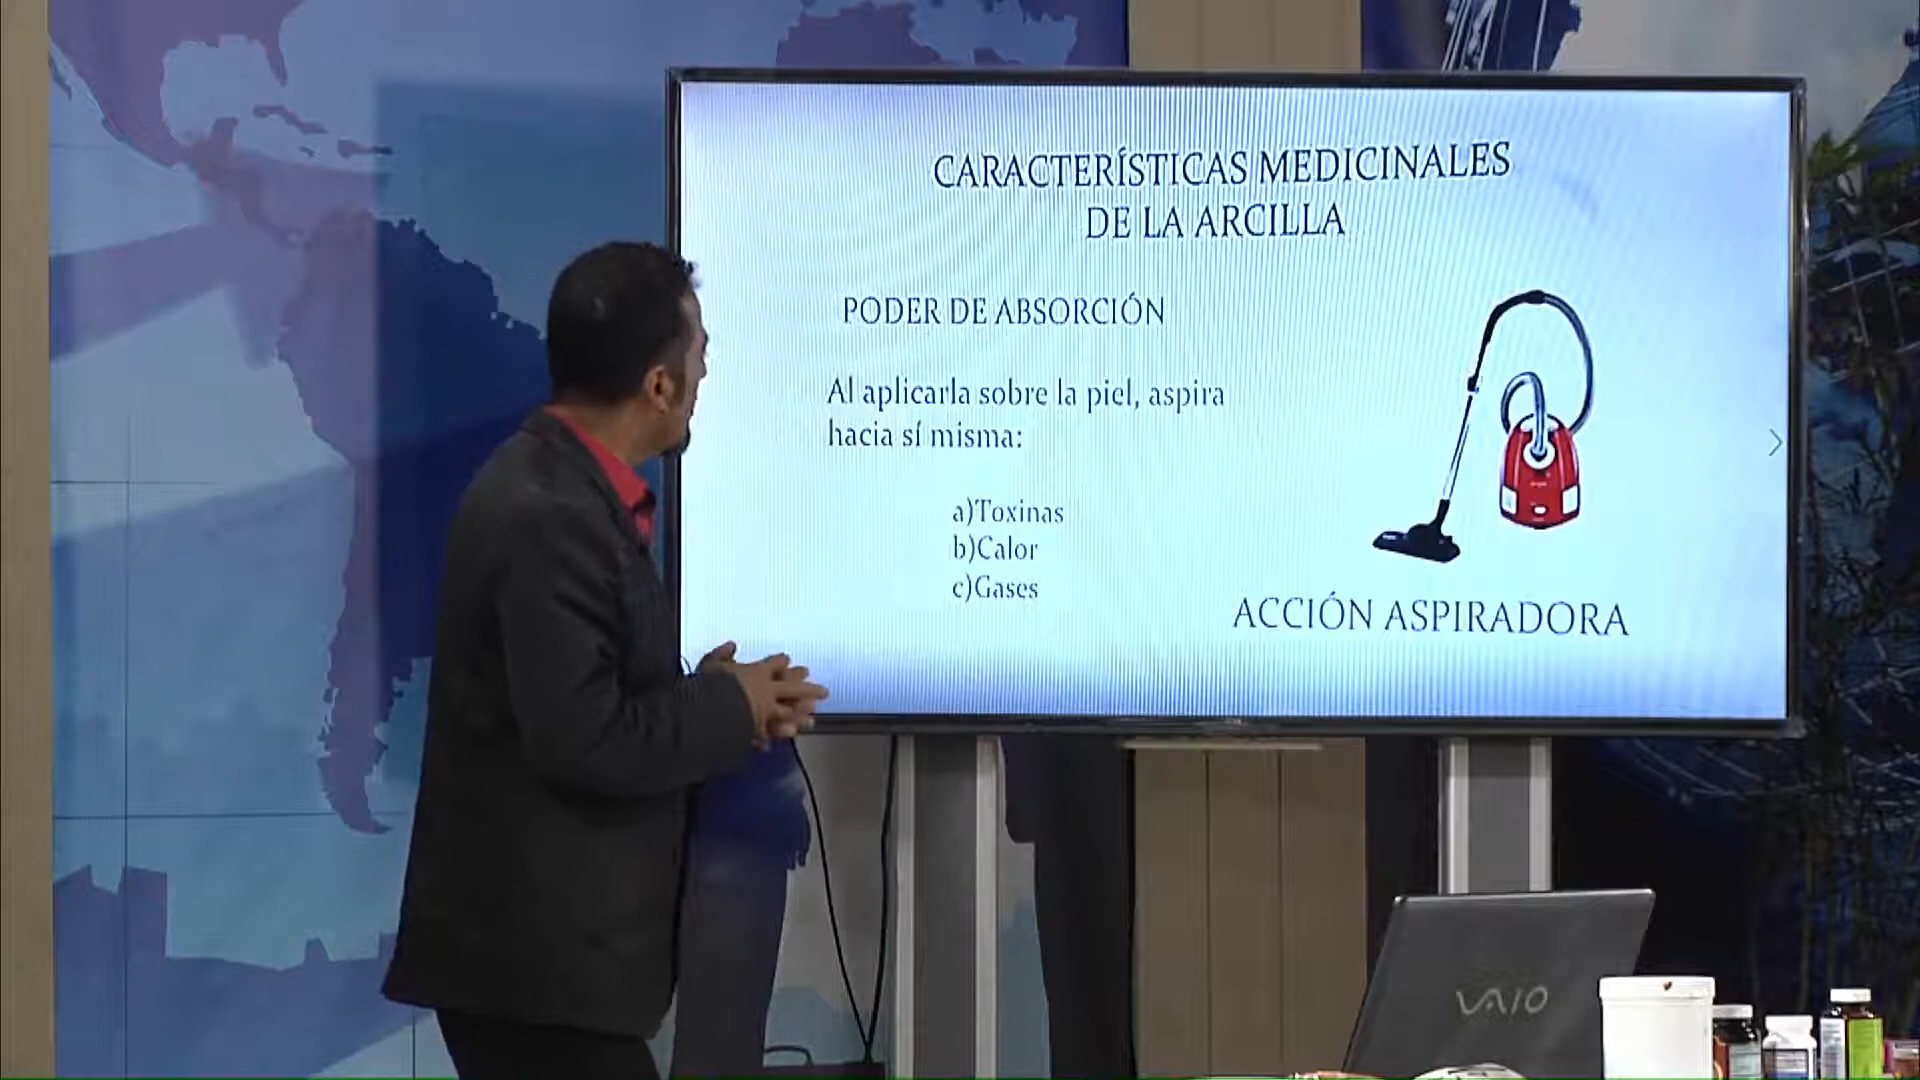 CARACTERÍSTICAS MEDICINALES
DE LA ARCILLA
PODER DE ABSORCIÓN
Al aplicarla sobre la piel, aspira
hacia sí misma:
a)Toxinas
b)Calor
c)Gases
ACCIÓN ASPIRADORA
VAIO